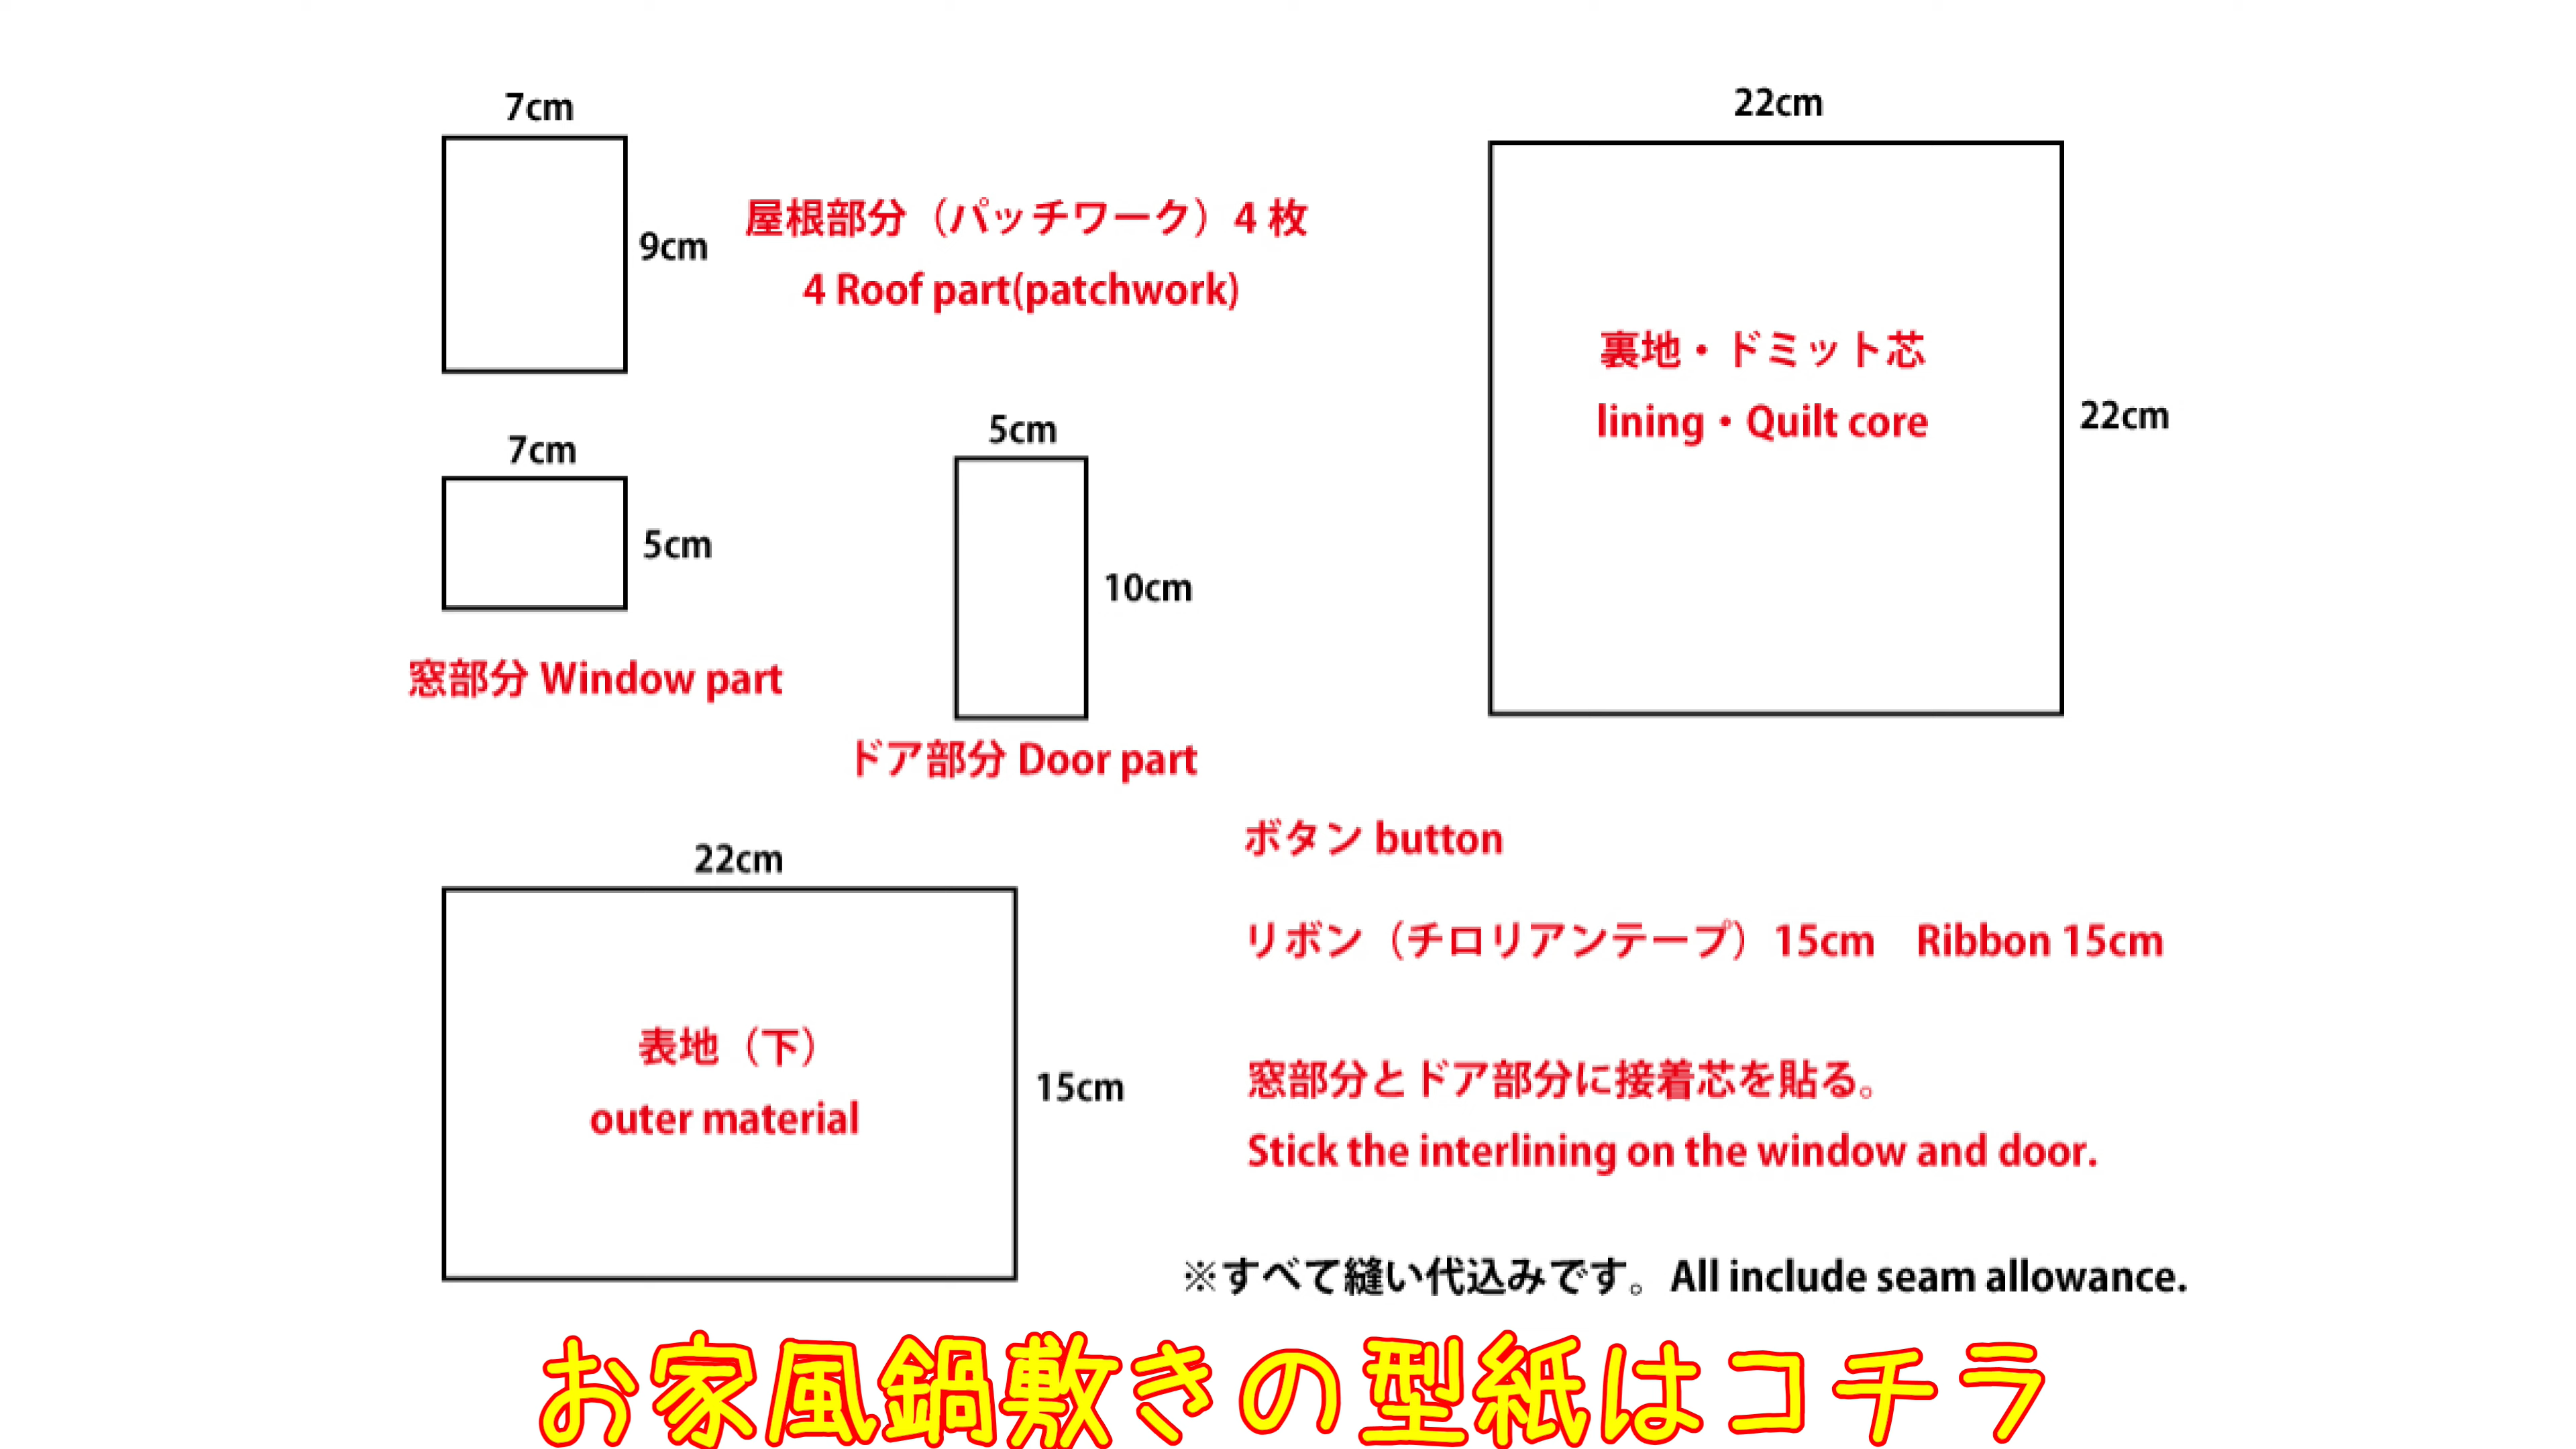 7cm
9cm
屋根部分（パッチワーク）4 枚
4 Roof part(patchwork)
22cm
裏地・ドミット芯
lining・Quilt core
22cm
7cm
5cm
窓部分 Window part
5cm
10cm
ドア部分 Door part
22cm
表地（下）
outer material
15cm
ボタン button
リボン（チロリアンテープ）15cm　Ribbon 15cm
窓部分とドア部分に接着芯を貼る。
Stick the interlining on the window and door.
※すべて縫い代込みです。All include seam allowance.
お家風鍋敷きの型紙はコチラ